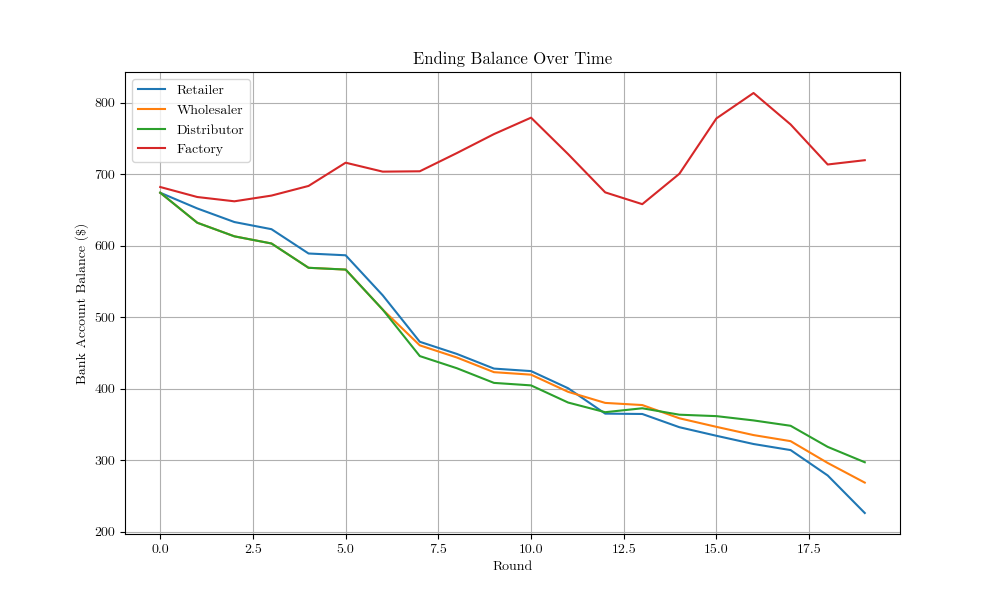 Ending Balance Over Time
Retailer
Wholesaler
Distributor
Factory
Bank Account Balance ($)
800
700
600
500
400
300
200
0.0 2.5 5.0 7.5 10.0 12.5 15.0 17.5
Round